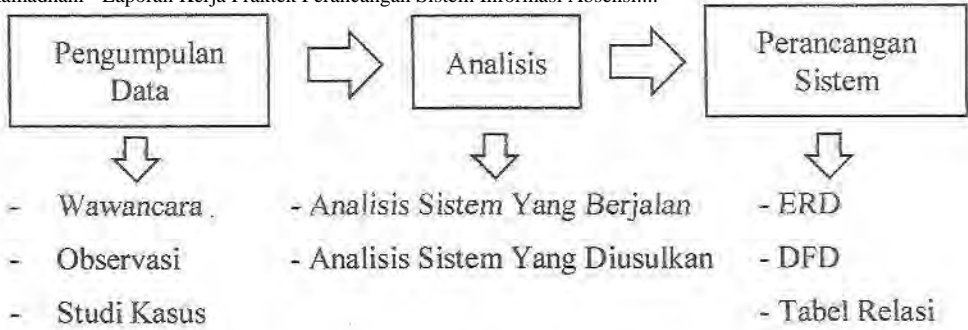 Laporan Kerja Praktek Perancangan Sistem Informasi Absensi....
Pengumpulan
Data
Analisis
Perancangan
Sistem
- Wawancara
- Observasi
- Studi Kasus
- Analisis Sistem Yang Berjalan
- Analisis Sistem Yang Diusulkan
- ERD
- DFD
- Tabel Relasi